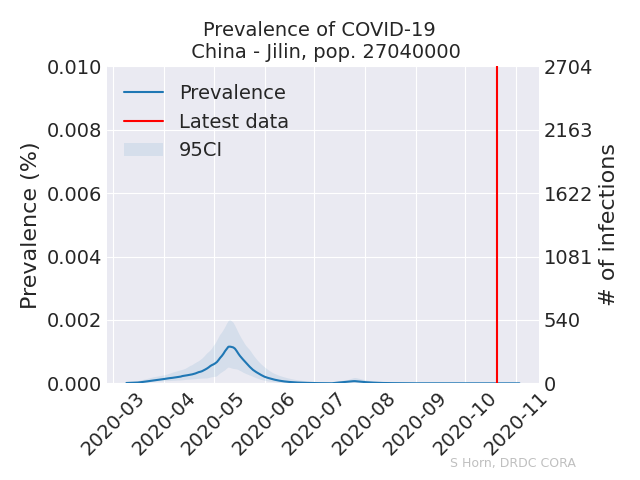 Prevalence of COVID-19
China - Jilin, pop. 27040000
Prevalence
Latest data
95CI
Prevalence (%)
0.010
0.008
0.006
0.004
0.002
0.000
2704
2163
1622
1081
540
0
# of infections
2020-03
2020-04
2020-05
2020-06
2020-07
2020-08
2020-09
2020-10
2020-11
S Horn, DRDC CORA